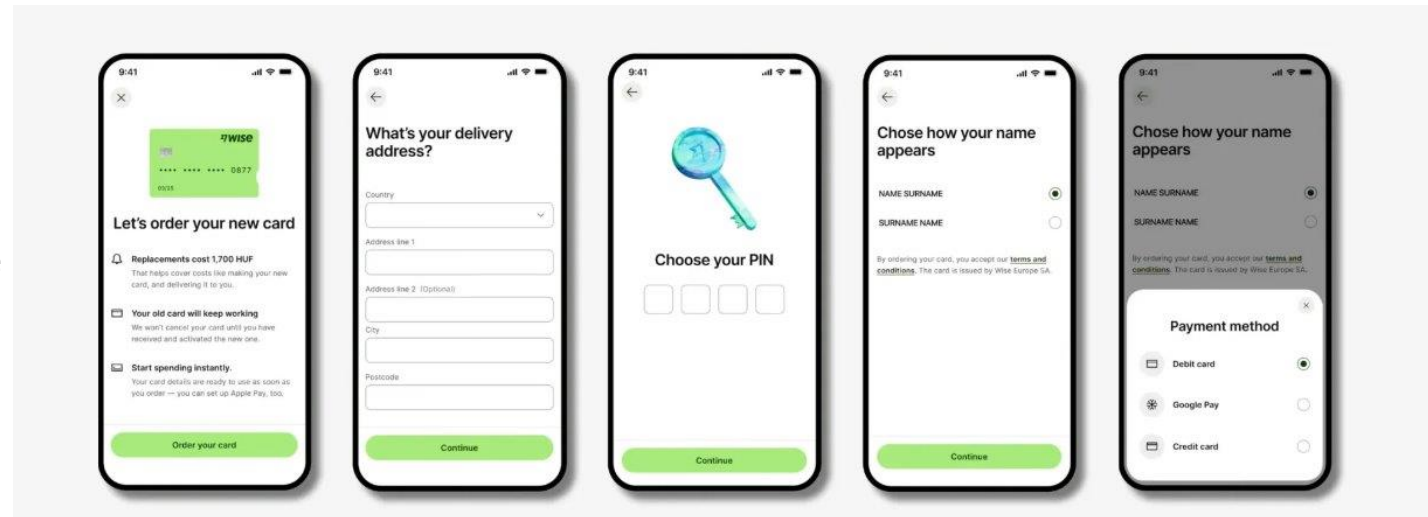 9:41
wise
•••• •••• •••• 0877
Let's order your new card
Replacements cost 1,700 HUF
That helps cover costs like making your new
card, and delivering it to you.
Your old card will keep working
We won't cancel your card until you have
received and activated the new one.
Start spending instantly.
Your card details are ready to use as soon as
you order — you can set up Apple Pay, too.
Order your card
9:41
What's your delivery
address?
Country
Address line 1
Address line 2 (Optional)
City
Postcode
Continue
9:41
Choose your PIN
Continue
9:41
Chose how your name
appears
NAME SURNAME
SURNAME NAME
By ordering your card, you accept our terms and
conditions. The card is issued by Wise Europe SA.
Continue
9:41
Chose how your name
appears
NAME SURNAME
SURNAME NAME
By ordering your card, you accept our terms and
conditions. The card is issued by Wise Europe SA.
Payment method
Debit card
Google Pay
Credit card